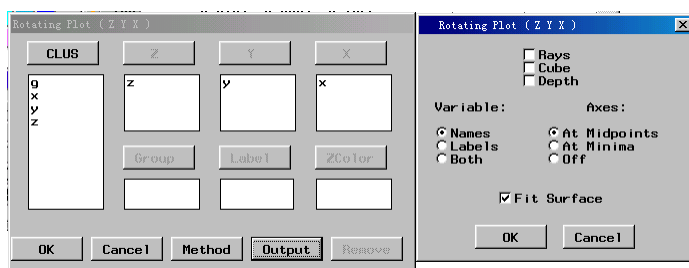 Rotating Plot ( Z Y X )
CLUS
Z
Y
X
g
x
y
z
z
y
x
Group
Label
ZColor
OK
Cancel
Method
Output
Remove
Rotating Plot ( Z Y X )
Rays
Cube
Depth
Variable:
Axes:
Names
At Midpoints
Labels
At Minima
Both
Off
Fit Surface
OK
Cancel